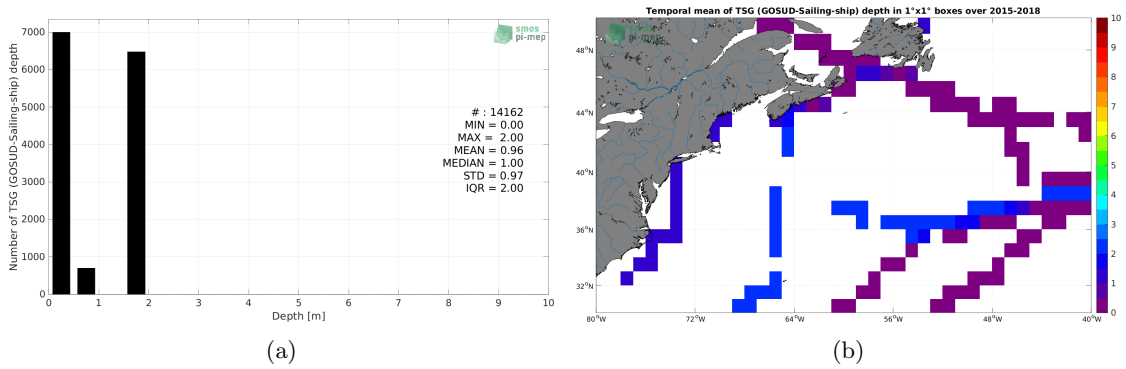 smos
pi-mep
7000
6000
5000
4000
3000
2000
1000
0
Number of TSG (GOSUD-Sailing-ship) depth
# : 14162
MIN = 0.00
MAX = 2.00
MEAN = 0.96
MEDIAN = 1.00
STD = 0.97
IQR = 2.00
0 1 2 3 4 5 6 7 8 9 10
Depth [m]
(a)
Temporal mean of TSG (GOSUD-Sailing-ship) depth in 1°x1° boxes over 2015-2018
smos
pi-mep
48°N
44°N
40°N
36°N
32°N
80°W 72°W 64°W 56°W 48°W 40°W
10
9
8
7
6
5
4
3
2
1
0
(b)